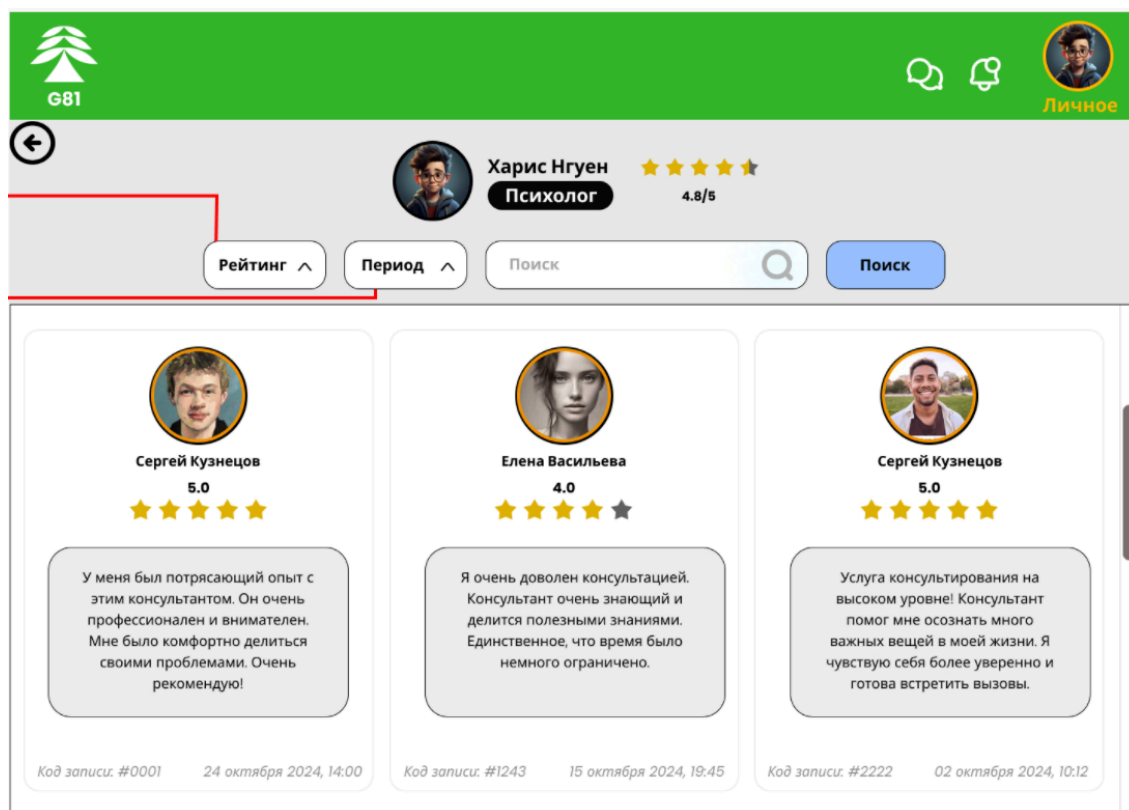 G81
Личное
Харис Нгуен
Психолог
4.8/5
Рейтинг
Период
Поиск
Поиск
Сергей Кузнецов
5.0
У меня был потрясающий опыт с
этим консультантом. Он очень
профессионален и внимателен.
Мне было комфортно делиться
своими проблемами. Очень
рекомендую!
Код записи: #0001
24 октября 2024, 14:00
Елена Васильева
4.0
Я очень доволен консультацией.
Консультант очень знающий и
делится полезными знаниями.
Единственное, что время было
немного ограничено.
Код записи: #1243
15 октября 2024, 19:45
Сергей Кузнецов
5.0
Услуга консультирования на
высоком уровне! Консультант
помог мне осознать много
важных вещей в моей жизни. Я
чувствую себя более уверенно и
готова встретить вызовы.
Код записи: #2222
02 октября 2024, 10:12